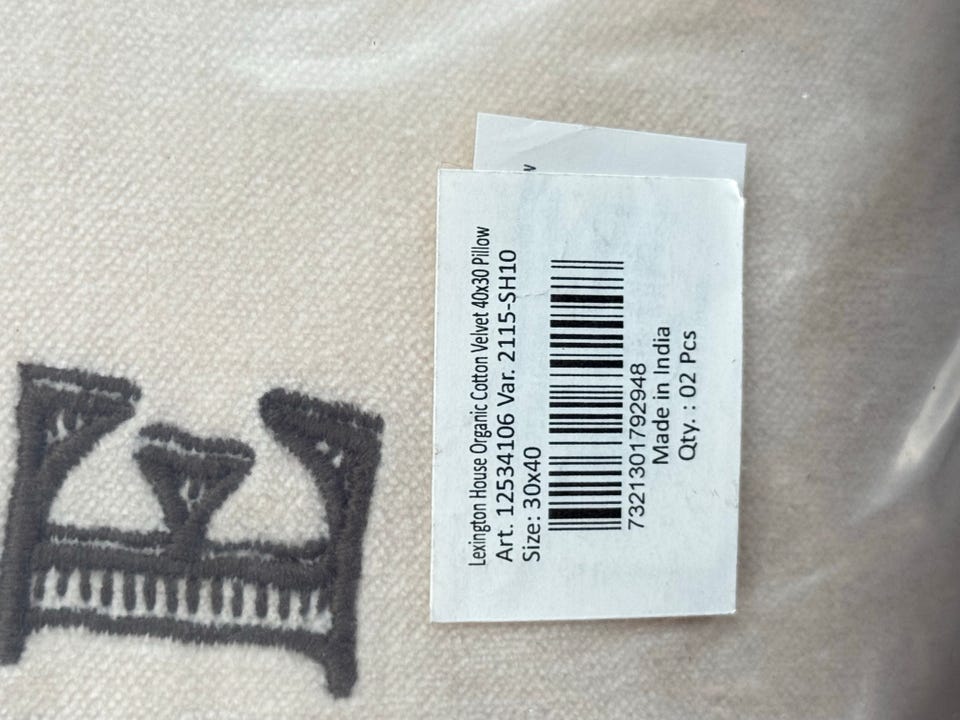 Lexington House Organic Cotton Velvet 40x30 Pillow
Art. 12534106 Var. 2115-SH10
Size: 30x40
7321301792948
Made in India
Qty. : 02 Pcs